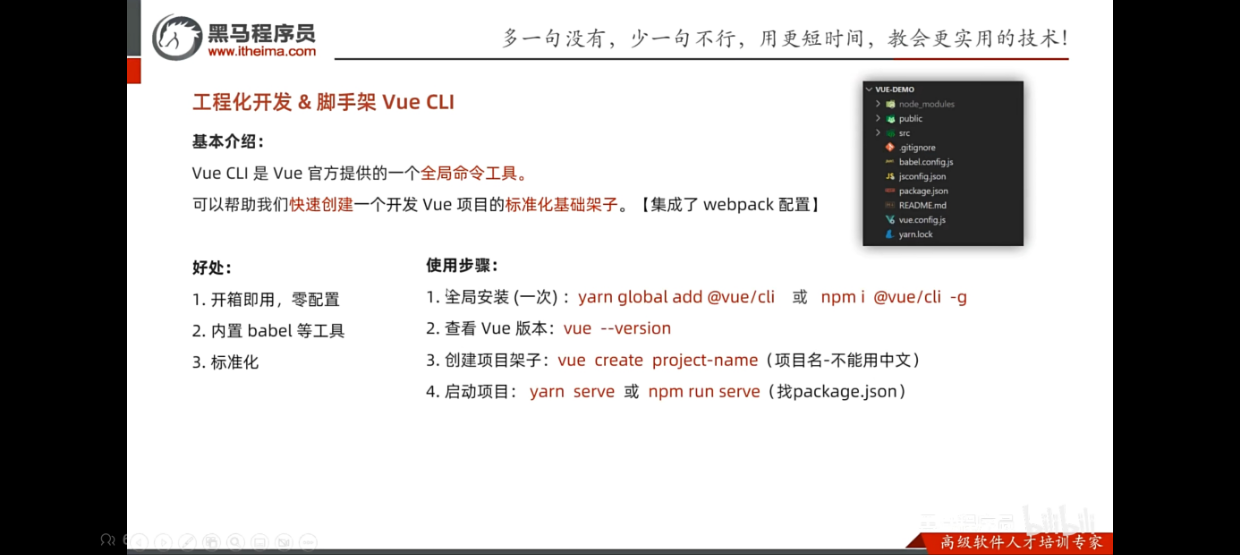 黑马程序员
www.itheima.com
多一句没有，少一句不行，用更短时间，教会更实用的技术！
工程化开发 & 脚手架 Vue CLI
基本介绍：
Vue CLI 是 Vue 官方提供的一个全局命令工具。
可以帮助我们快速创建一个开发 Vue 项目的标准化基础架子。【集成了 webpack 配置】
VUE-DEMO
node_modules
public
src
.gitignore
babel.config.js
jsconfig.json
package.json
README.md
vue.config.js
yarn.lock
好处：
1. 开箱即用，零配置
2. 内置 babel 等工具
3. 标准化
使用步骤：
1. 全局安装 (一次) ：yarn global add @vue/cli 或 npm i @vue/cli -g
2. 查看 Vue 版本：vue --version
3. 创建项目架子：vue create project-name（项目名-不能用中文）
4. 启动项目： yarn serve 或 npm run serve（找package.json）
bilibili
高级软件人才培训专家